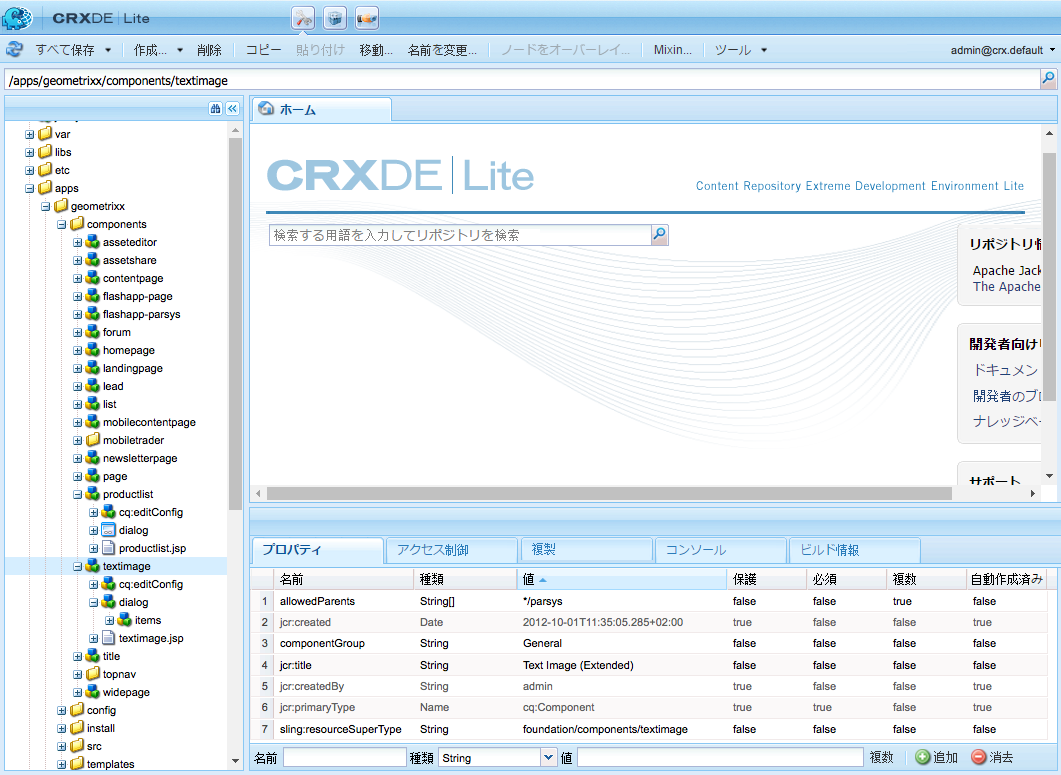 CRXDE | Lite
すべて保存 作成... 削除 コピー 貼り付け 移動... 名前を変更... ノードをオーバーレイ... Mixin... ツール admin@crx.default
/apps/geometrixx/components/textimage
var
libs
etc
apps
geometrixx
components
asseteditor
assetshare
contentpage
flashapp-page
flashapp-parsys
forum
homepage
landingpage
lead
list
mobilecontentpage
mobiletrader
newsletterpage
page
productlist
cq:editConfig
dialog
productlist.jsp
textimage
cq:editConfig
dialog
items
textimage.jsp
title
topnav
widepage
config
install
src
templates
ホーム
CRXDE | Lite
Content Repository Extreme Development Environment Lite
検索する用語を入力してリポジトリを検索
リポジトリ情
Apache Jack
The Apache
開発者向け
ドキュメン
開発者のブロ
ナレッジベー
サポート
プロパティ アクセス制御 複製 コンソール ビルド情報
名前 種類 値 保護 必須 複数 自動作成済み
1 allowedParents String[] */parsys false false true false
2 jcr:created Date 2012-10-01T11:35:05.285+02:00 true false false true
3 componentGroup String General false false false false
4 jcr:title String Text Image (Extended) false false false false
5 jcr:createdBy String admin true false false true
6 jcr:primaryType Name cq:Component true true false true
7 sling:resourceSuperType String foundation/components/textimage false false false false
名前 種類 String 値 複数 追加 消去